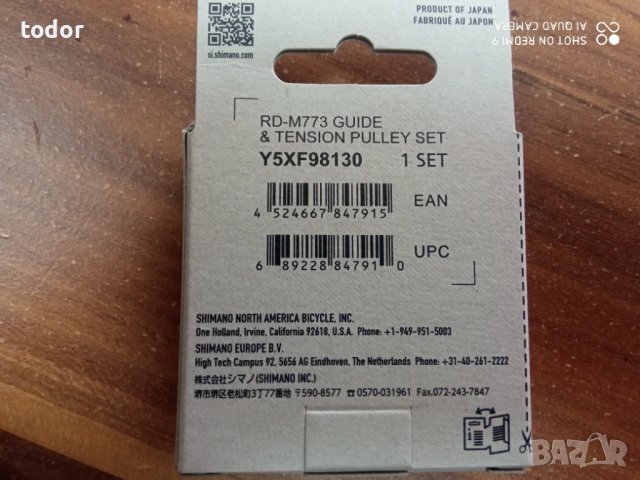 todor
PRODUCT OF JAPAN
FABRIQUÉ AU JAPON
SHOT ON REDMI 9
AI QUAD CAMERA
si.shimano.com
RD-M773 GUIDE
& TENSION PULLEY SET
Y5XF98130 1 SET
4 524667 847915 EAN
6 89228 84791 0 UPC
SHIMANO NORTH AMERICA BICYCLE, INC.
One Holland, Irvine, California 92618, U.S.A. Phone: +1-949-951-5003
SHIMANO EUROPE B.V.
High Tech Campus 92, 5656 AG Eindhoven, The Netherlands Phone: +31-40-261-2222
株式会社シマノ(SHIMANO INC.)
堺市堺区老松町3丁77番地 〒590-8577 ☏0570-031961 Fax.072-243-7847
1
BAZAR